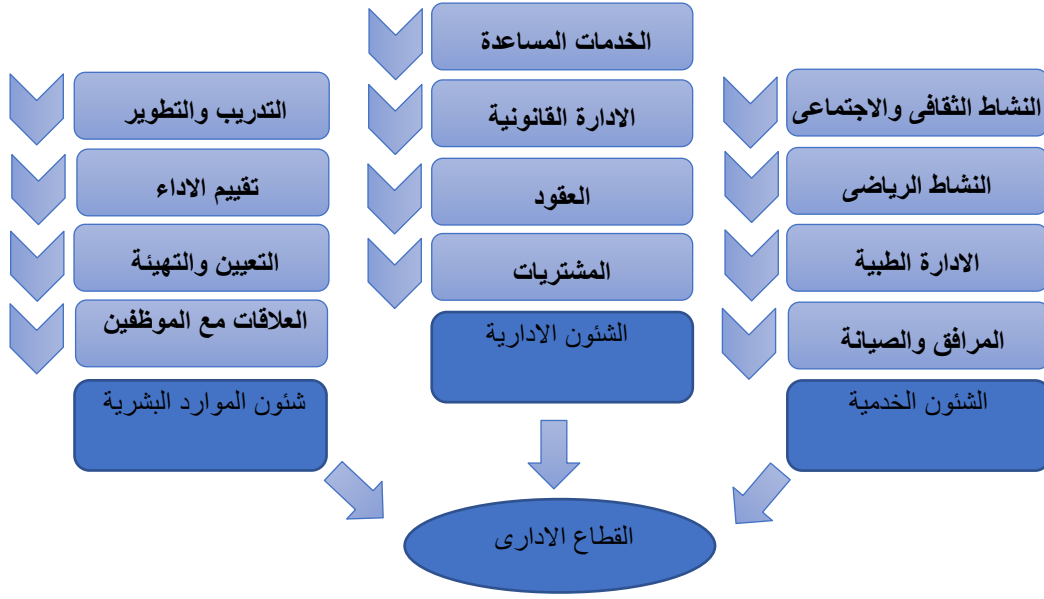 النشاط الثقافى والاجتماعى
النشاط الرياضى
الادارة الطبية
المرافق والصيانة
الشئون الخدمية
الخدمات المساعدة
الادارة القانونية
العقود
المشتريات
الشئون الادارية
التدريب والتطوير
تقييم الاداء
التعيين والتهيئة
العلاقات مع الموظفين
شئون الموارد البشرية
القطاع الادارى